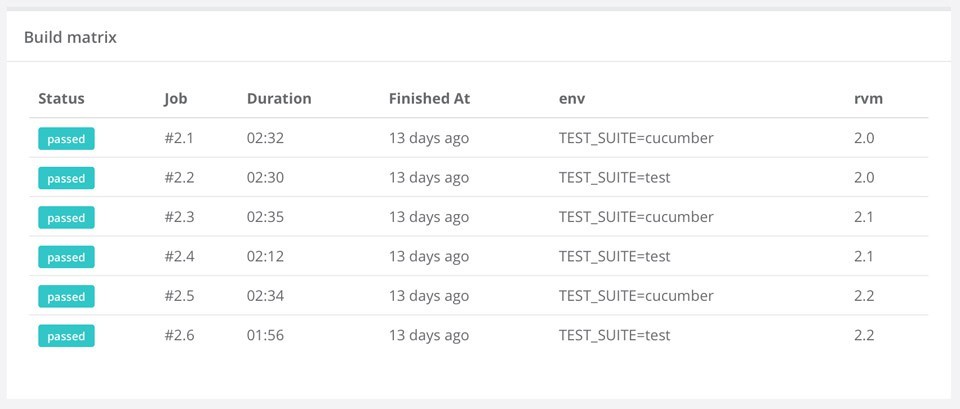 Build matrix
Status Job Duration Finished At env rvm
passed #2.1 02:32 13 days ago TEST_SUITE=cucumber 2.0
passed #2.2 02:30 13 days ago TEST_SUITE=test 2.0
passed #2.3 02:35 13 days ago TEST_SUITE=cucumber 2.1
passed #2.4 02:12 13 days ago TEST_SUITE=test 2.1
passed #2.5 02:34 13 days ago TEST_SUITE=cucumber 2.2
passed #2.6 01:56 13 days ago TEST_SUITE=test 2.2